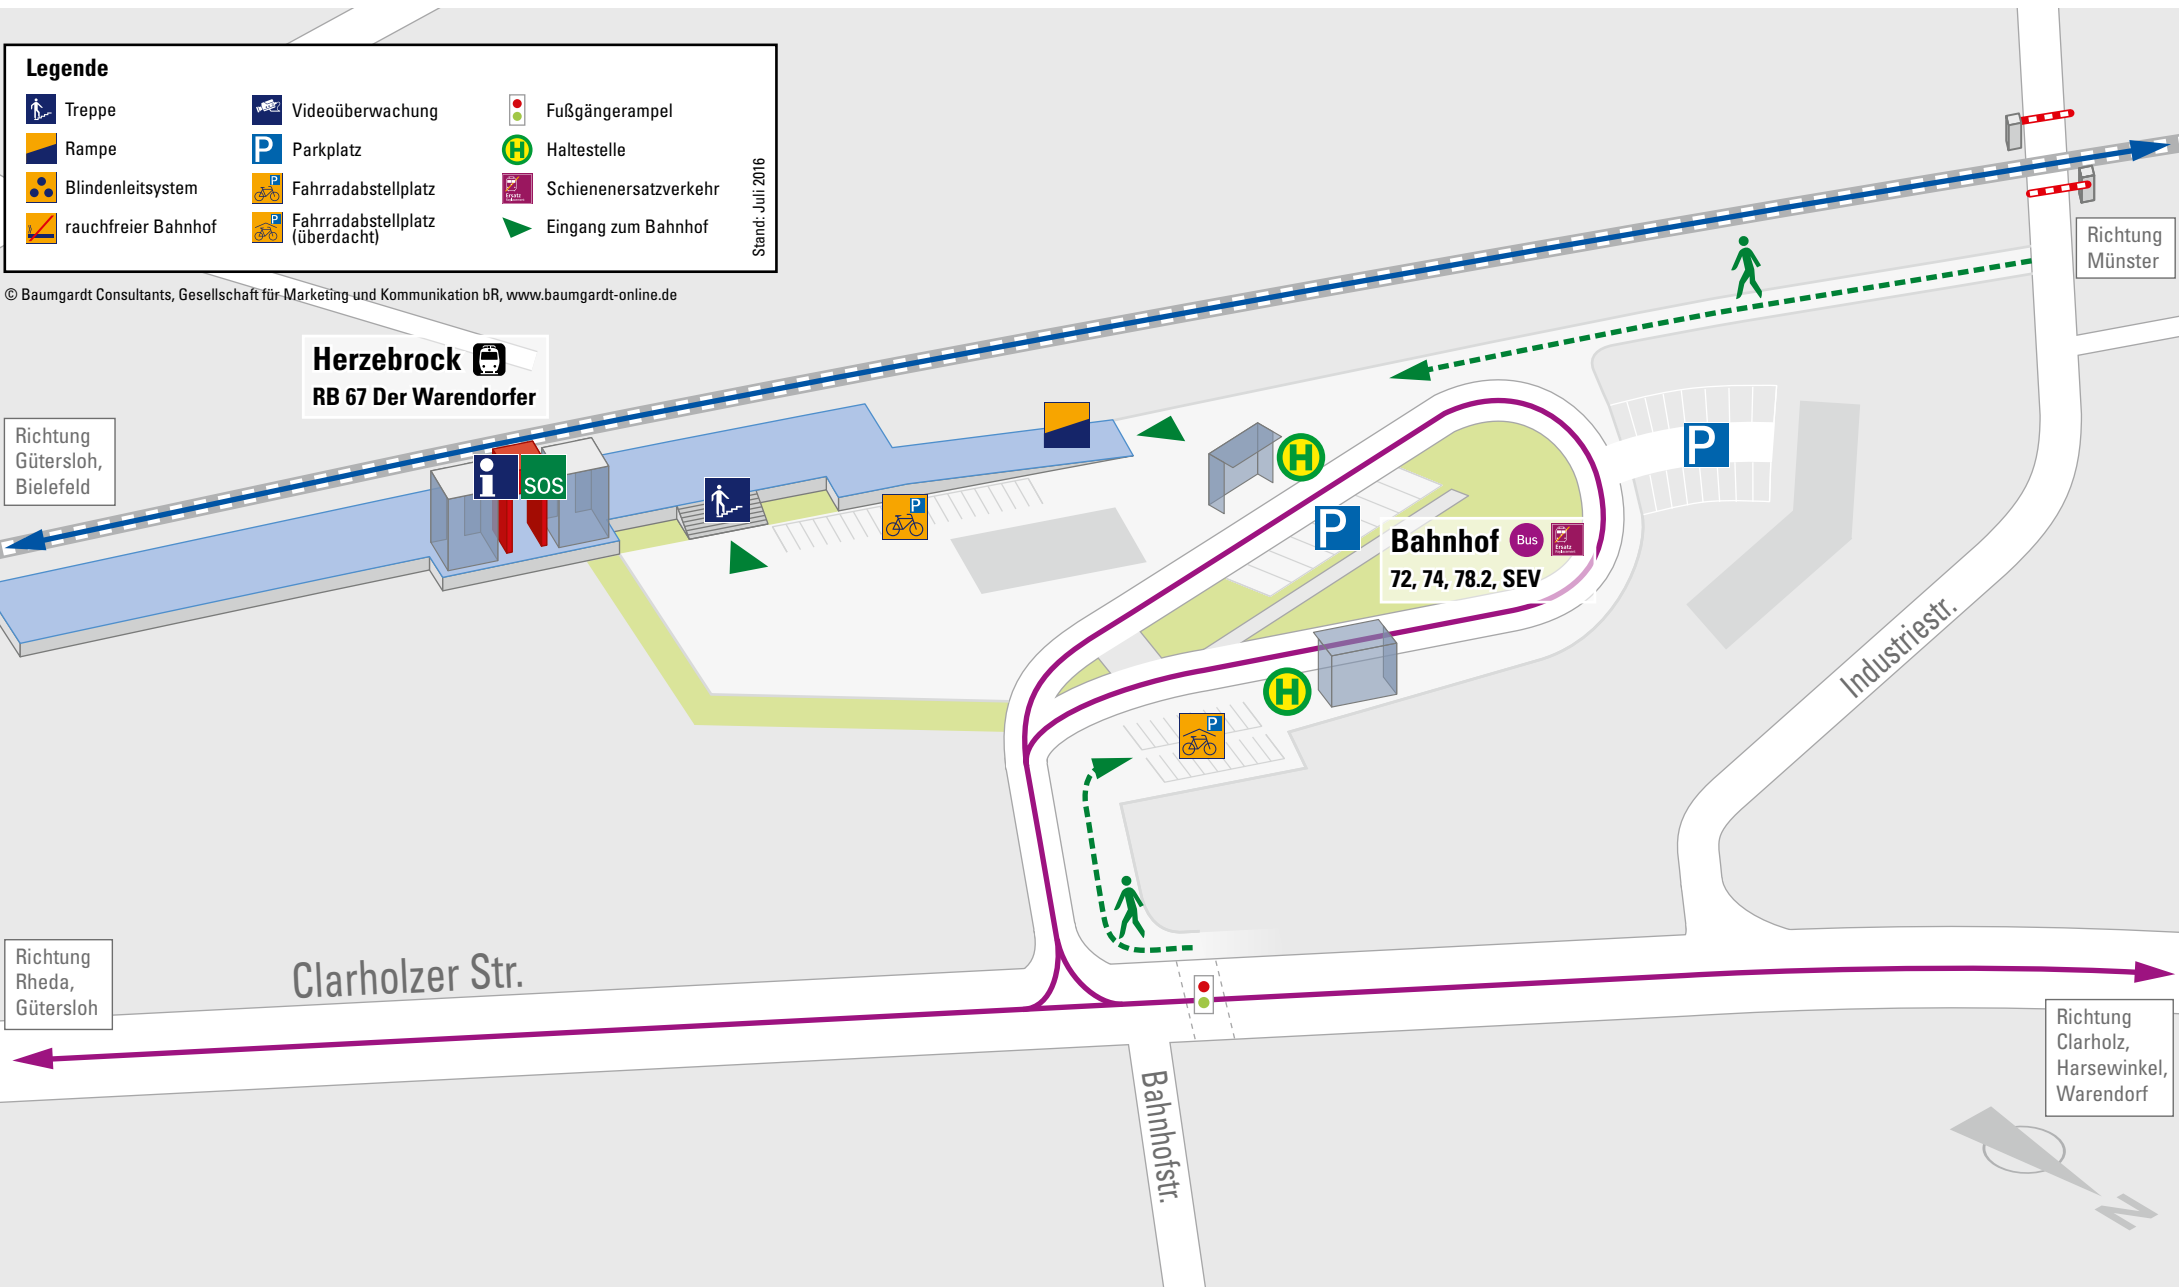 Legende
Treppe
Rampe
Blindenleitsystem
rauchfreier Bahnhof
Videoüberwachung
P Parkplatz
P Fahrradabstellplatz
P Fahrradabstellplatz
(überdacht)
Fußgängerampel
H Haltestelle
Ersatz Schienenersatzverkehr
Eingang zum Bahnhof
Stand: Juli 2016
© Baumgardt Consultants, Gesellschaft für Marketing und Kommunikation bR, www.baumgardt-online.de
Richtung
Münster
Herzebrock
RB 67 Der Warendorfer
Richtung
Gütersloh,
Bielefeld
i SOS
P
H
P
P
Bahnhof Bus Ersatz
72, 74, 78.2, SEV
H
P
Industriestr.
Richtung
Rheda,
Gütersloh
Clarholzer Str.
Bahnhofstr.
Richtung
Clarholz,
Harsewinkel,
Warendorf
N